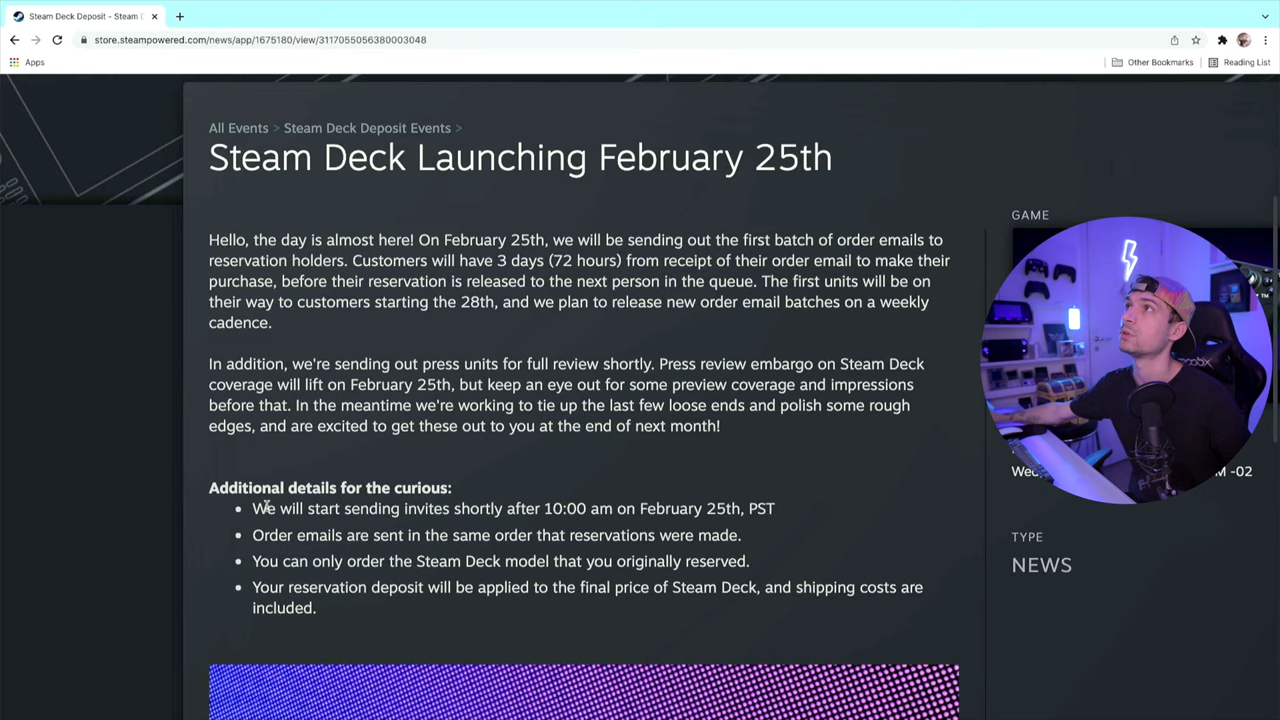 Steam Deck Deposit - Steam
store.steampowered.com/news/app/1675180/view/3117055056380003048
Apps
Other Bookmarks
Reading List
All Events > Steam Deck Deposit Events >
Steam Deck Launching February 25th
Hello, the day is almost here! On February 25th, we will be sending out the first batch of order emails to
reservation holders. Customers will have 3 days (72 hours) from receipt of their order email to make their
purchase, before their reservation is released to the next person in the queue. The first units will be on
their way to customers starting the 28th, and we plan to release new order email batches on a weekly
cadence.
In addition, we're sending out press units for full review shortly. Press review embargo on Steam Deck
coverage will lift on February 25th, but keep an eye out for some preview coverage and impressions
before that. In the meantime we're working to tie up the last few loose ends and polish some rough
edges, and are excited to get these out to you at the end of next month!
Additional details for the curious:
• We will start sending invites shortly after 10:00 am on February 25th, PST
• Order emails are sent in the same order that reservations were made.
• You can only order the Steam Deck model that you originally reserved.
• Your reservation deposit will be applied to the final price of Steam Deck, and shipping costs are
included.
GAME
M -02
TYPE
NEWS